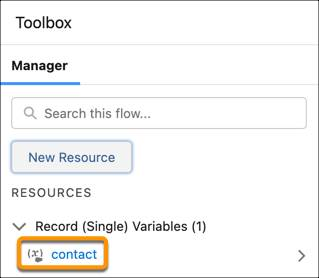 Toolbox
Manager
Search this flow...
New Resource
RESOURCES
Record (Single) Variables (1)
(x) contact